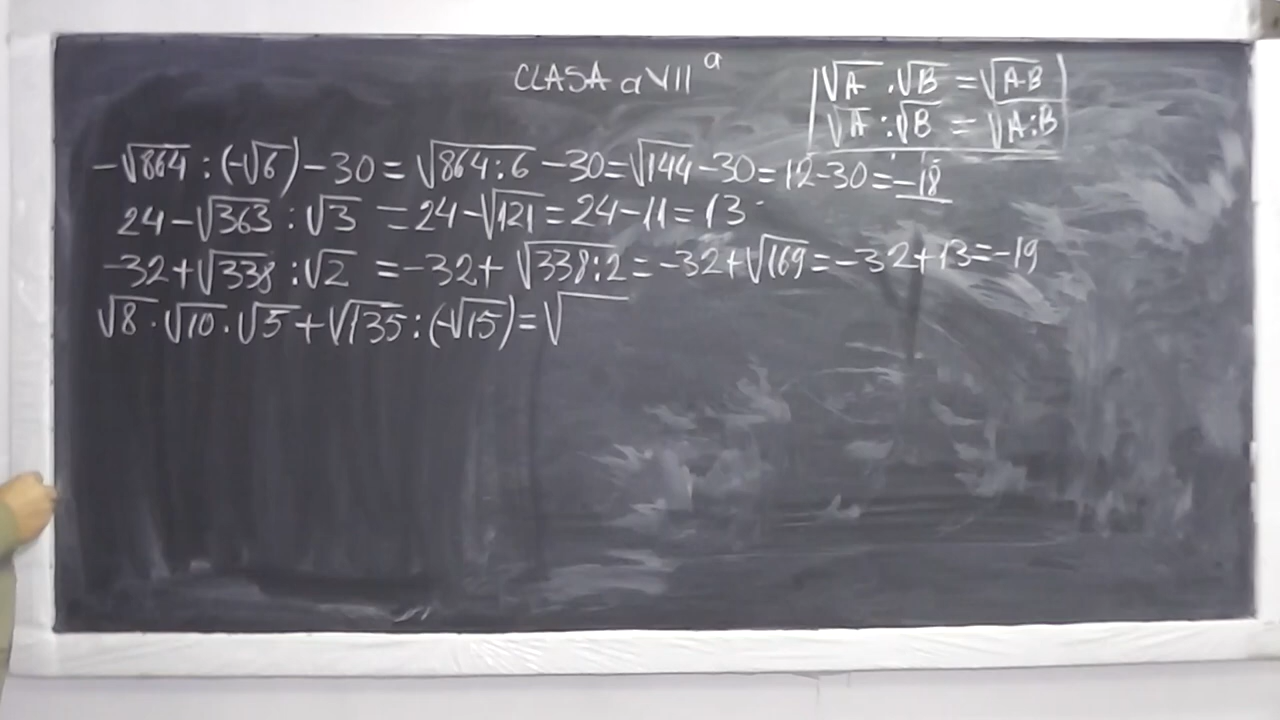 CLASA a VII a
√A · √B = √A·B
√A : √B = √A:B
-√864 : (-√6) - 30 = √864:6 - 30 = √144 - 30 = 12 - 30 = -18
24 - √363 : √3 = 24 - √121 = 24 - 11 = 13
-32 + √338 : √2 = -32 + √338:2 = -32 + √169 = -32 + 13 = -19
√8 · √10 · √5 + √135 : (-√15) = √